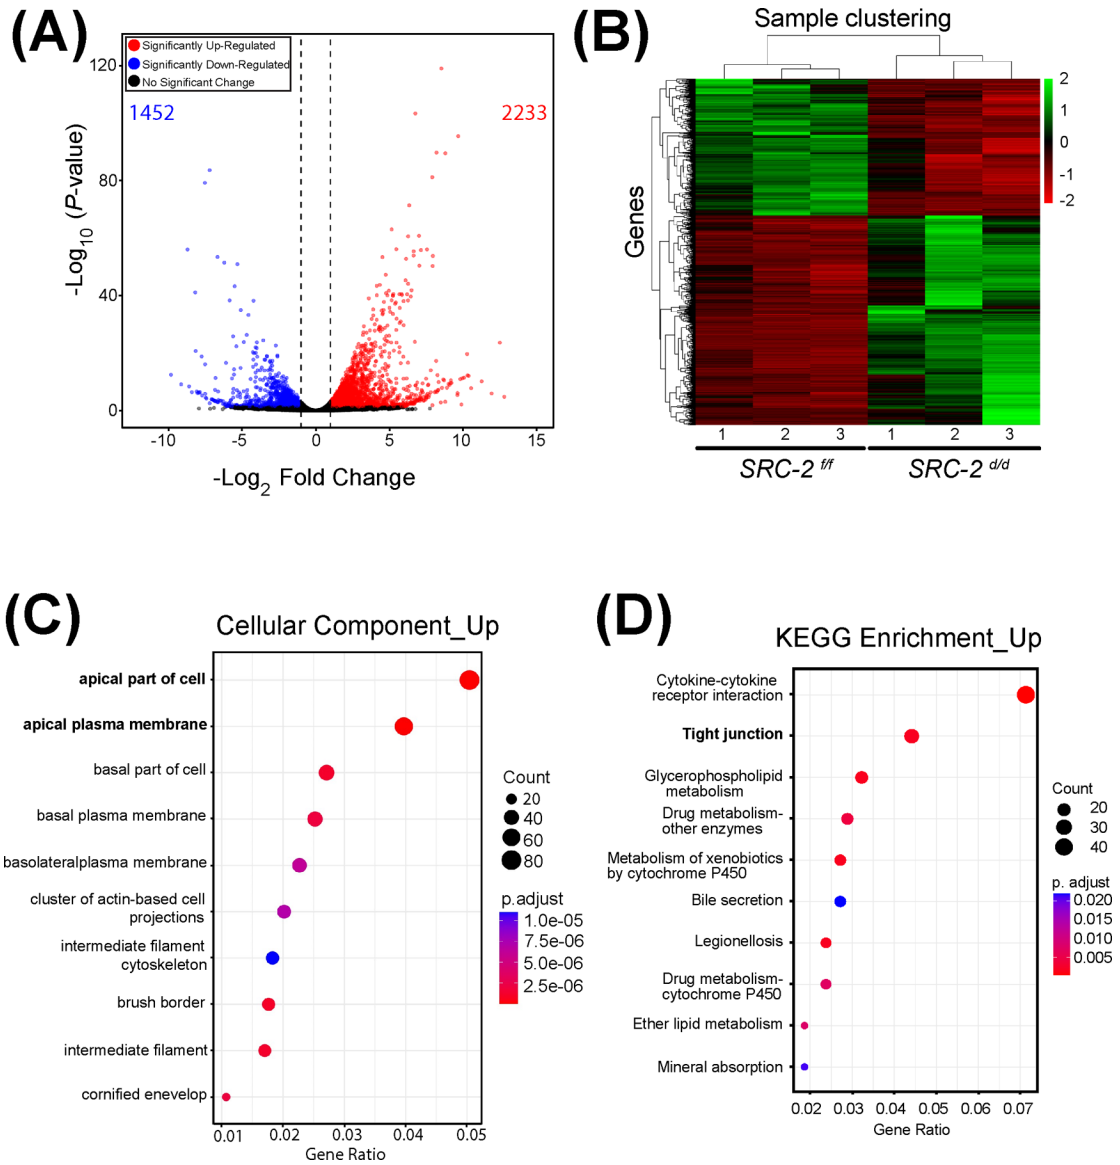 (A)
Significantly Up-Regulated
Significantly Down-Regulated
No Significant Change
1452
2233
120
80
40
0
-Log10 (P-value)
-10
-5
0
5
10
15
-Log2 Fold Change
(B)
Sample clustering
2
1
0
-1
-2
Genes
1
2
3
1
2
3
SRC-2 f/f
SRC-2 d/d
(C)
Cellular Component_Up
apical part of cell
apical plasma membrane
basal part of cell
basal plasma membrane
basolateralplasma membrane
cluster of actin-based cell
projections
intermediate filament
cytoskeleton
brush border
intermediate filament
cornified enevelop
0.01
0.02
0.03
0.04
0.05
Gene Ratio
Count
20
40
60
80
p.adjust
1.0e-05
7.5e-06
5.0e-06
2.5e-06
(D)
KEGG Enrichment_Up
Cytokine-cytokine
receptor interaction
Tight junction
Glycerophospholipid
metabolism
Drug metabolism-
other enzymes
Metabolism of xenobiotics
by cytochrome P450
Bile secretion
Legionellosis
Drug metabolism-
cytochrome P450
Ether lipid metabolism
Mineral absorption
0.02
0.03
0.04
0.05
0.06
0.07
Gene Ratio
Count
20
30
40
p. adjust
0.020
0.015
0.010
0.005